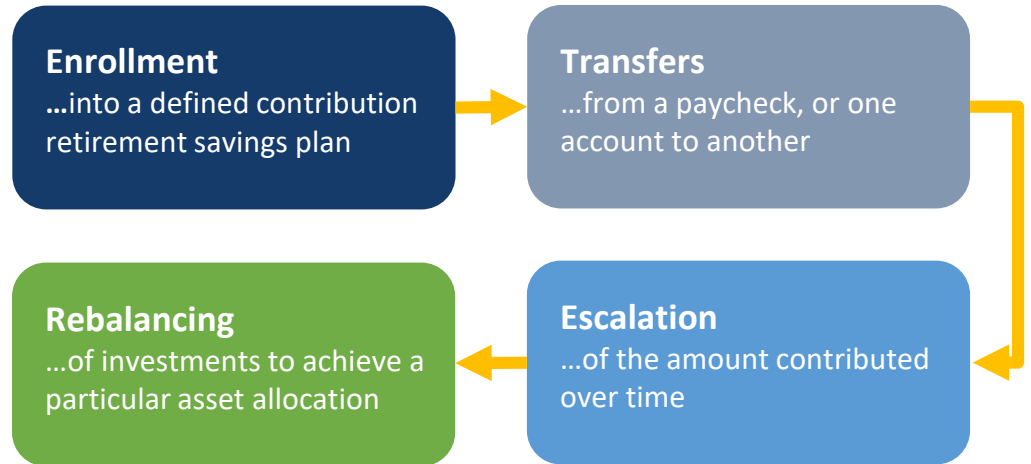 Enrollment
…into a defined contribution
retirement savings plan
Transfers
…from a paycheck, or one
account to another
Escalation
…of the amount contributed
over time
Rebalancing
…of investments to achieve a
particular asset allocation